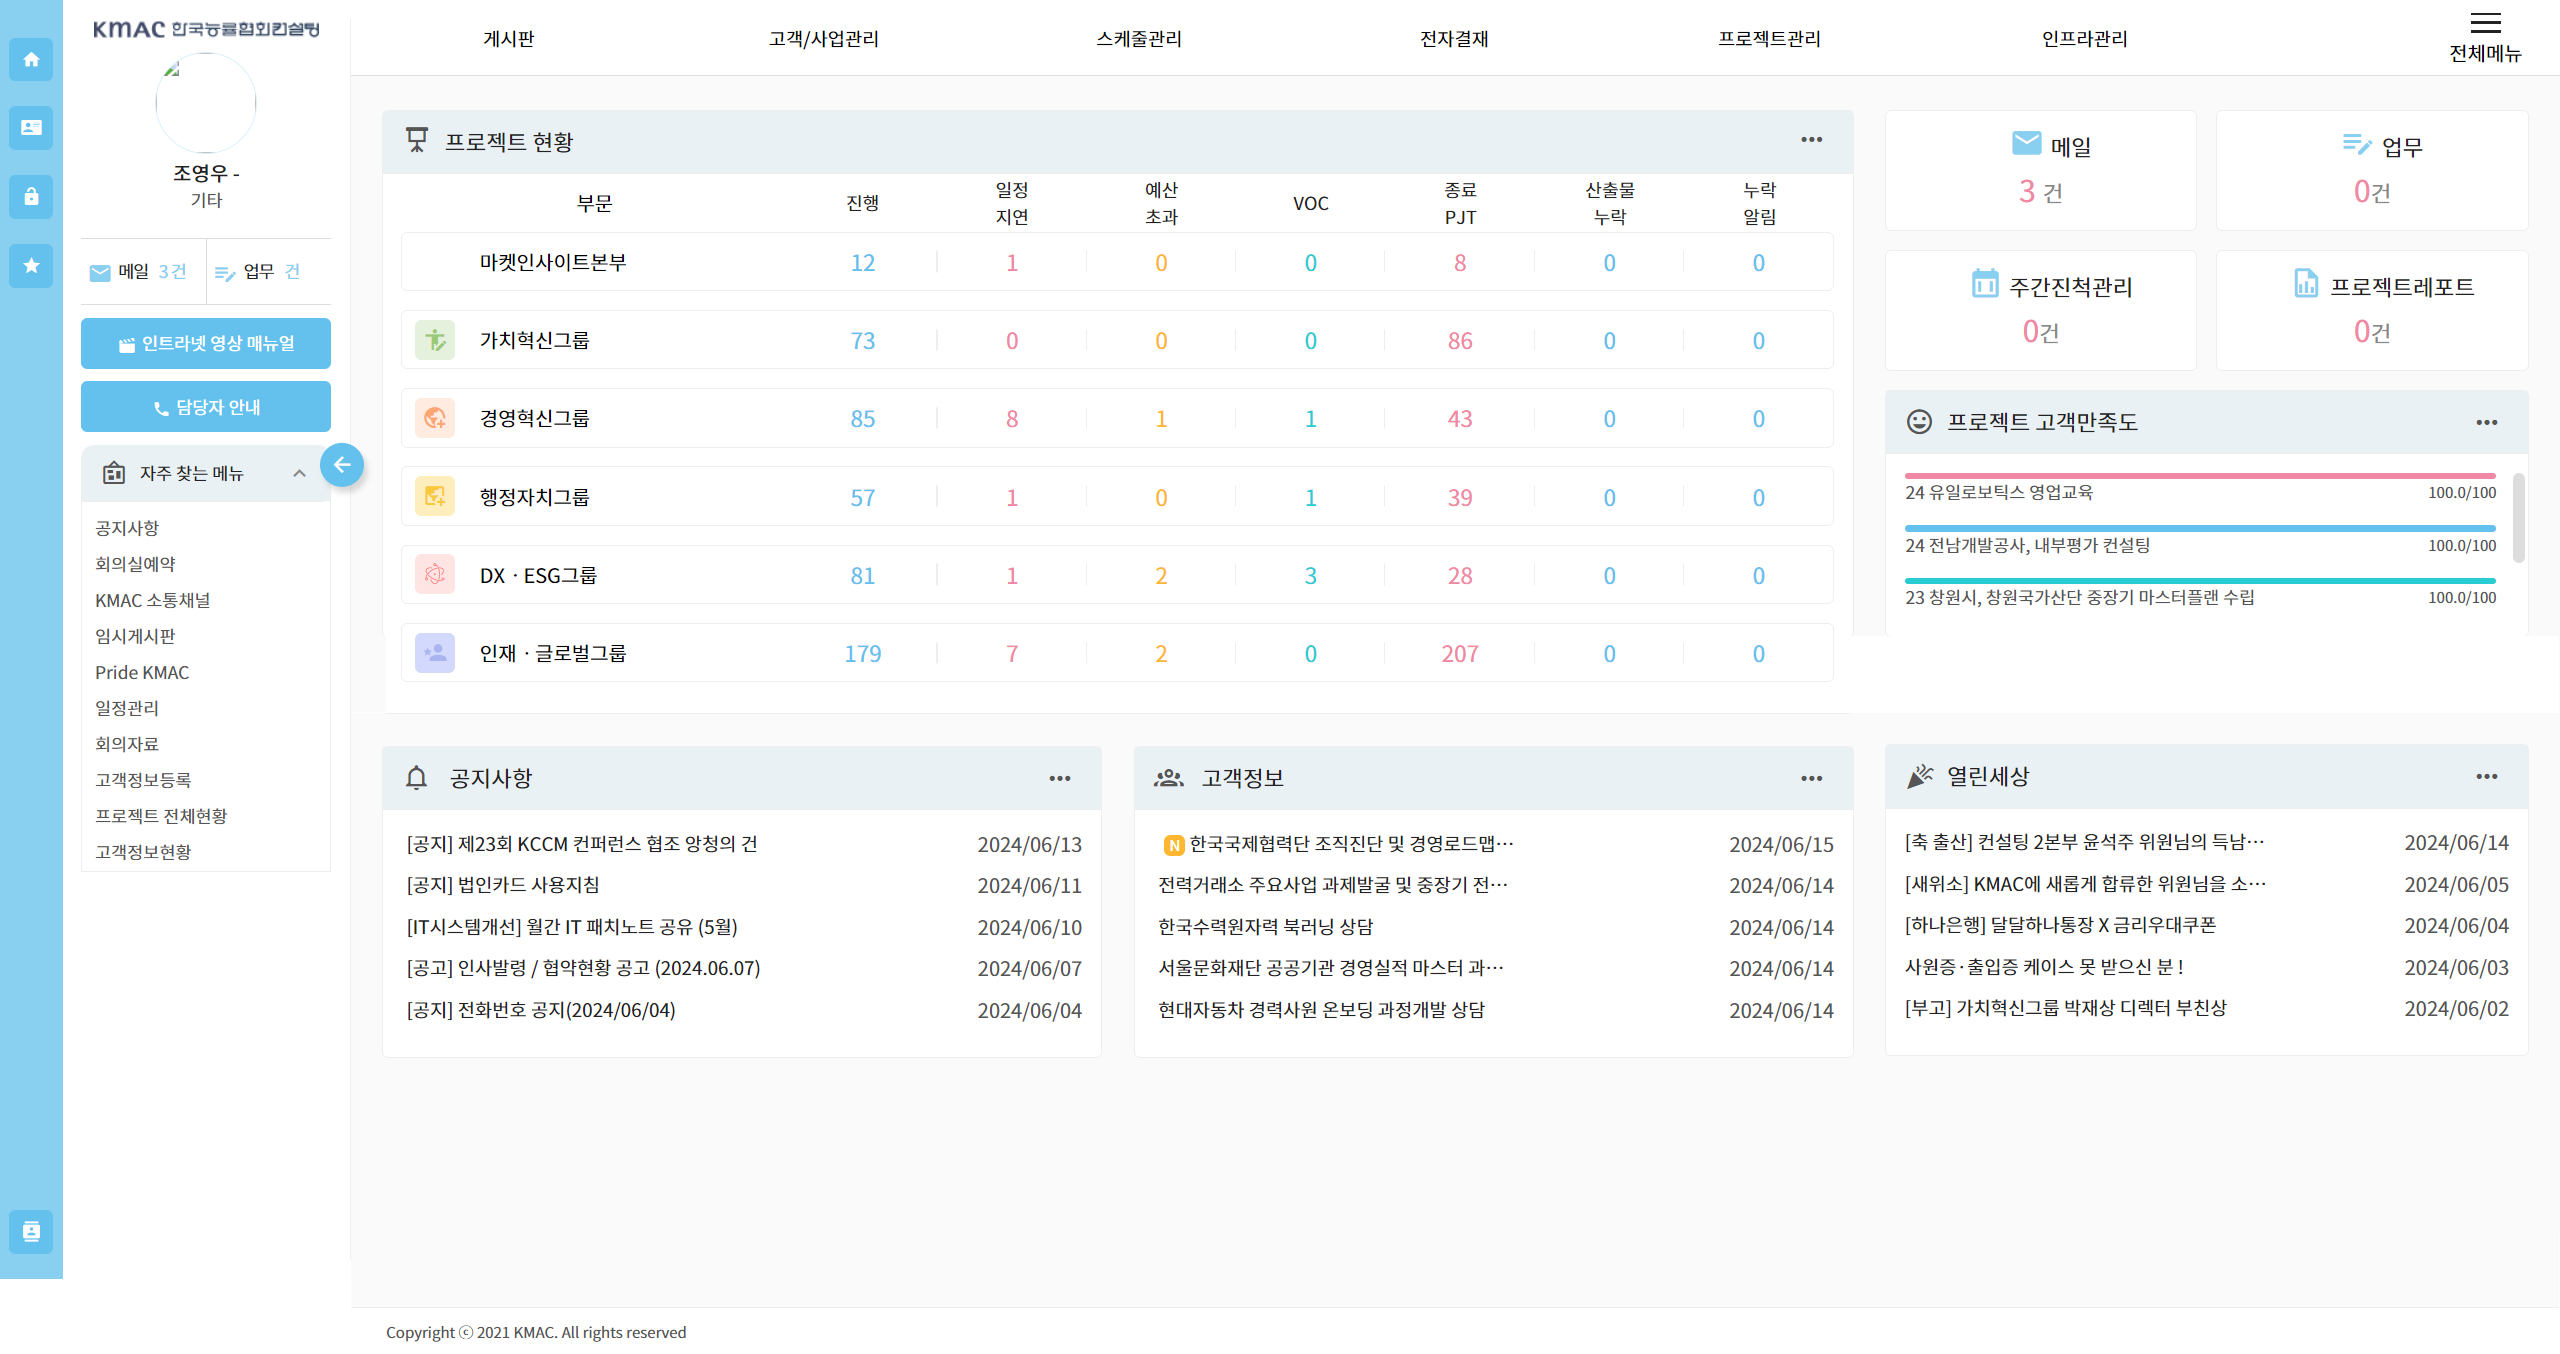 KMAC 한국능률협회컨설팅
조영우 -
기타
메일 3건 업무 건
인트라넷 영상 매뉴얼
담당자 안내
자주 찾는 메뉴
공지사항
회의실예약
KMAC 소통채널
임시게시판
Pride KMAC
일정관리
회의자료
고객정보등록
프로젝트 전체현황
고객정보현황
게시판 고객/사업관리 스케줄관리 전자결재 프로젝트관리 인프라관리 전체메뉴
프로젝트 현황
부문 진행 일정 지연 예산 초과 VOC 종료 PJT 산출물 누락 누락 알림
마켓인사이트본부 12 1 0 0 8 0 0
가치혁신그룹 73 0 0 0 86 0 0
경영혁신그룹 85 8 1 1 43 0 0
행정자치그룹 57 1 0 1 39 0 0
DX · ESG그룹 81 1 2 3 28 0 0
인재 · 글로벌그룹 179 7 2 0 207 0 0
메일
3 건
업무
0건
주간진척관리
0건
프로젝트레포트
0건
프로젝트 고객만족도
24 유일로보틱스 영업교육 100.0/100
24 전남개발공사, 내부평가 컨설팅 100.0/100
23 창원시, 창원국가산단 중장기 마스터플랜 수립 100.0/100
공지사항
[공지] 제23회 KCCM 컨퍼런스 협조 앙청의 건 2024/06/13
[공지] 법인카드 사용지침 2024/06/11
[IT시스템개선] 월간 IT 패치노트 공유 (5월) 2024/06/10
[공고] 인사발령 / 협약현황 공고 (2024.06.07) 2024/06/07
[공지] 전화번호 공지(2024/06/04) 2024/06/04
고객정보
N 한국국제협력단 조직진단 및 경영로드맵… 2024/06/15
전력거래소 주요사업 과제발굴 및 중장기 전… 2024/06/14
한국수력원자력 북러닝 상담 2024/06/14
서울문화재단 공공기관 경영실적 마스터 과… 2024/06/14
현대자동차 경력사원 온보딩 과정개발 상담 2024/06/14
열린세상
[축 출산] 컨설팅 2본부 윤석주 위원님의 득남… 2024/06/14
[새위소] KMAC에 새롭게 합류한 위원님을 소… 2024/06/05
[하나은행] 달달하나통장 X 금리우대쿠폰 2024/06/04
사원증·출입증 케이스 못 받으신 분 ! 2024/06/03
[부고] 가치혁신그룹 박재상 디렉터 부친상 2024/06/02
Copyright ⓒ 2021 KMAC. All rights reserved